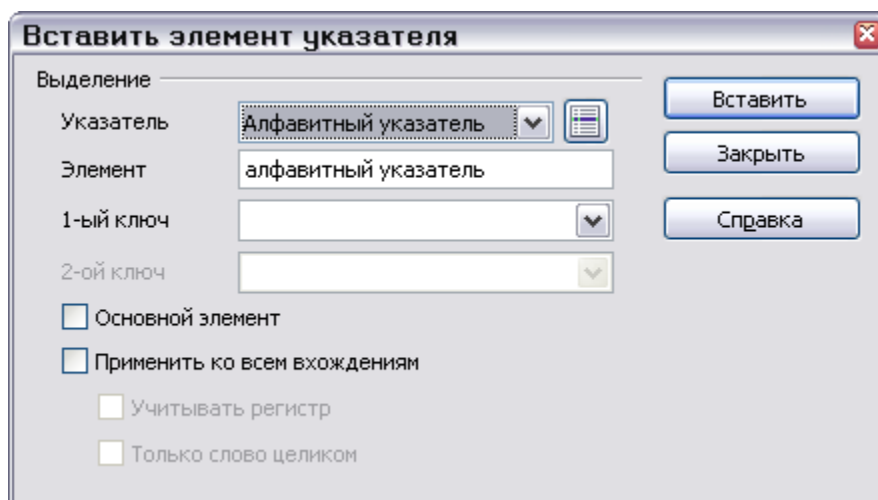 Вставить элемент указателя
Выделение
Вставить
Указатель
Алфавитный указатель
Закрыть
Элемент
алфавитный указатель
1-ый ключ
Справка
2-ой ключ
Основной элемент
Применить ко всем вхождениям
Учитывать регистр
Только слово целиком